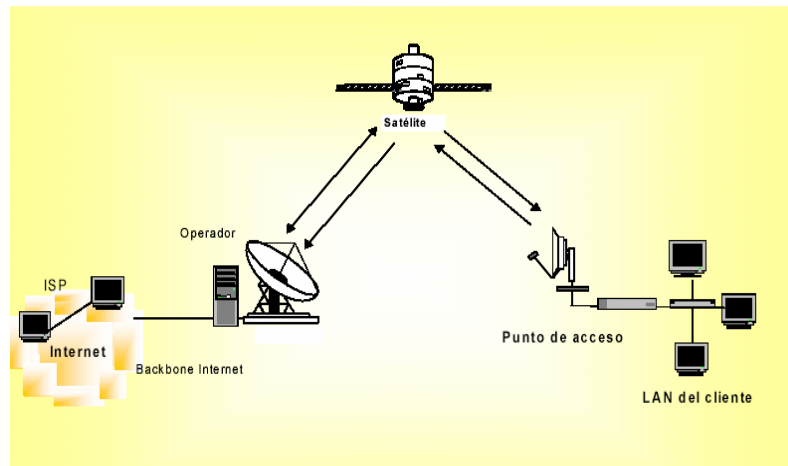 Satélite
Operador
ISP
Internet
Backbone Internet
Punto de acceso
LAN del cliente